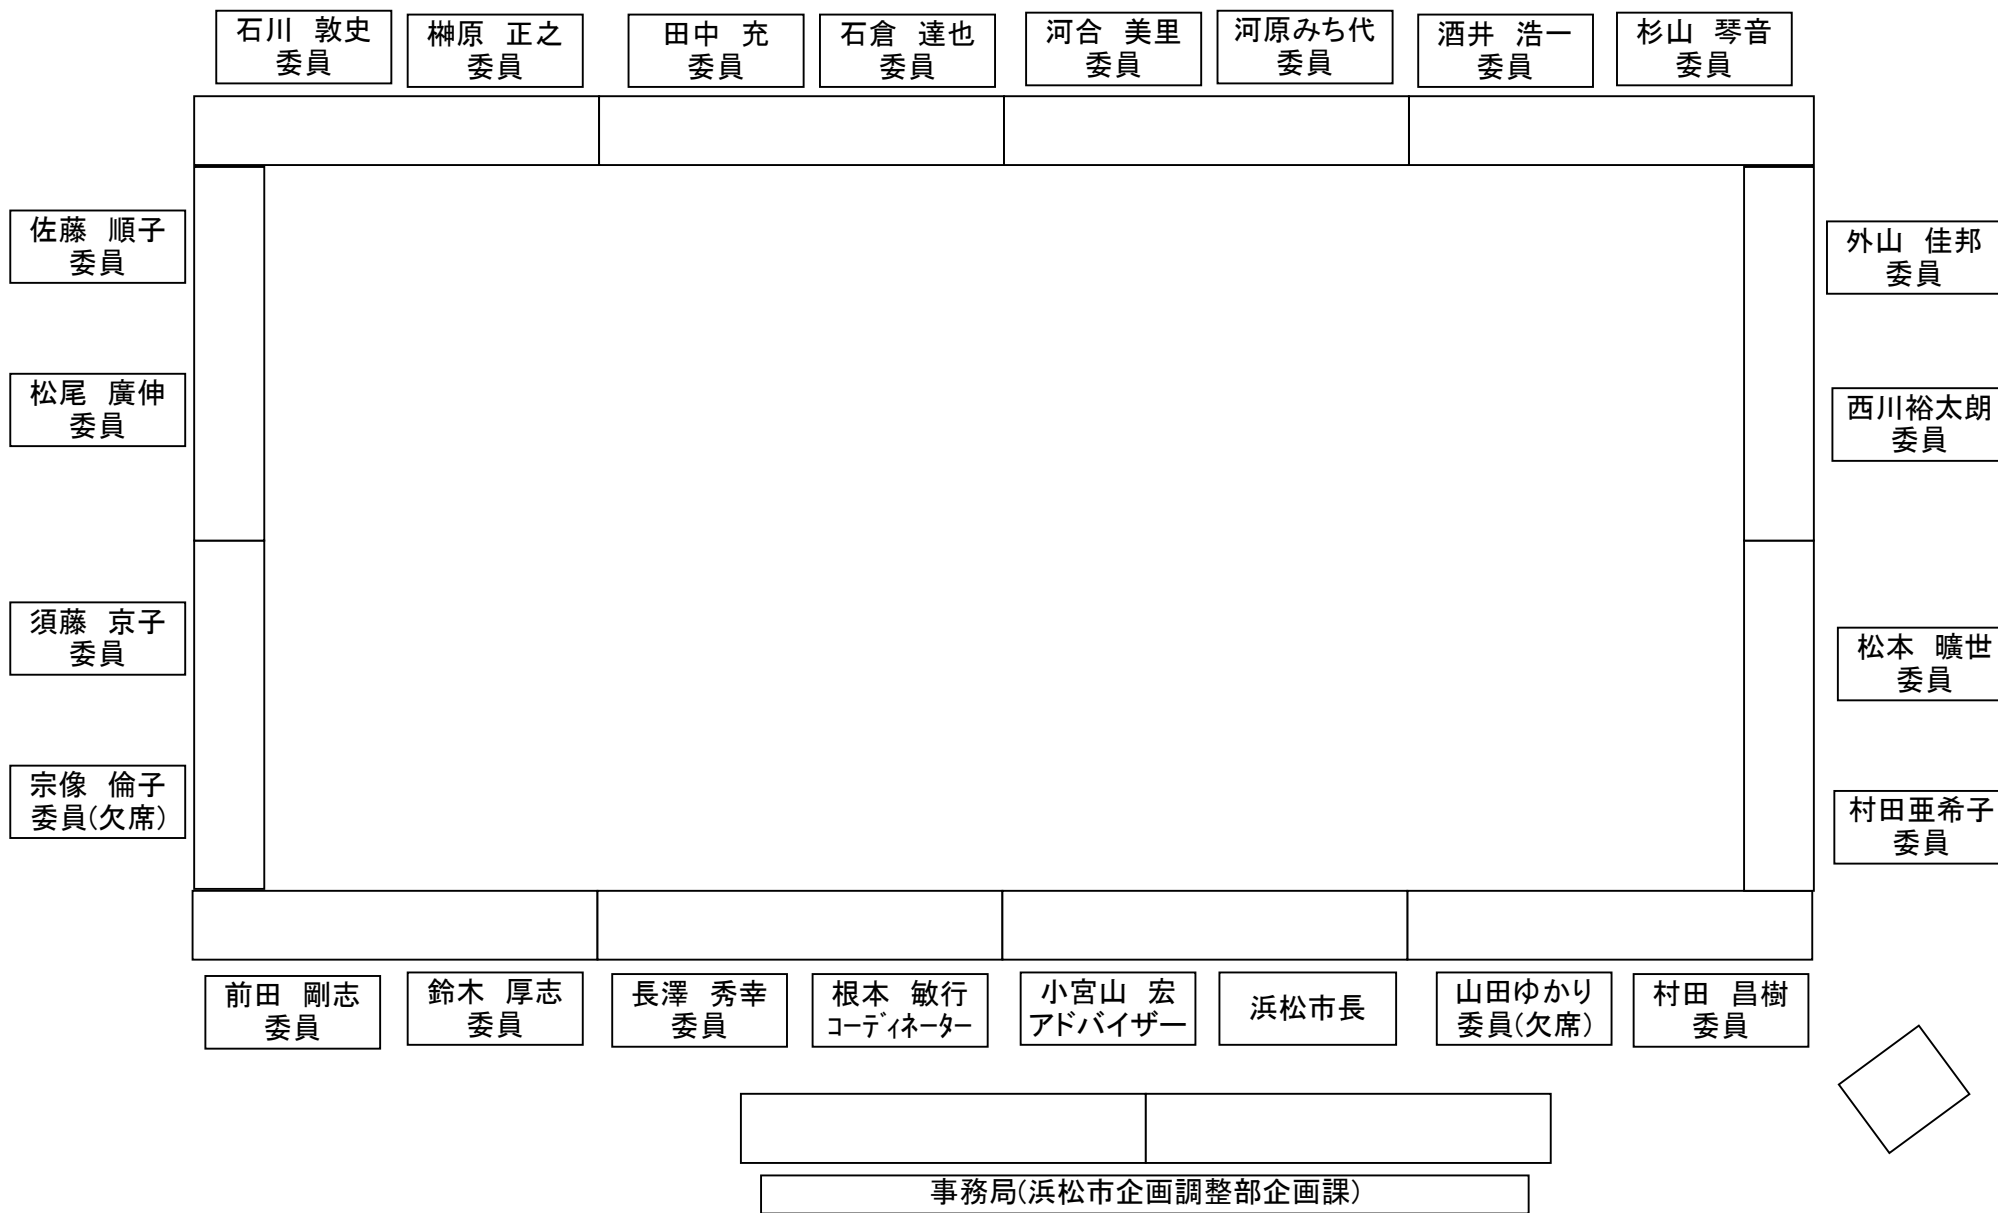 石川 敦史
委員
榊原 正之
委員
田中 充
委員
石倉 達也
委員
河合 美里
委員
河原みち代
委員
酒井 浩一
委員
杉山 琴音
委員
佐藤 順子
委員
外山 佳邦
委員
松尾 廣伸
委員
西川裕太朗
委員
須藤 京子
委員
松本 曠世
委員
宗像 倫子
委員(欠席)
村田亜希子
委員
前田 剛志
委員
鈴木 厚志
委員
長澤 秀幸
委員
根本 敏行
コーディネーター
小宮山 宏
アドバイザー
浜松市長
山田ゆかり
委員(欠席)
村田 昌樹
委員
事務局(浜松市企画調整部企画課)